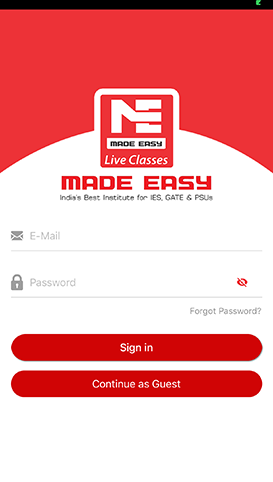 ME
MADE EASY
Live Classes
MADE EASY
India's Best Institute for IES, GATE & PSUs
E-Mail
Password
Forgot Password?
Sign in
Continue as Guest